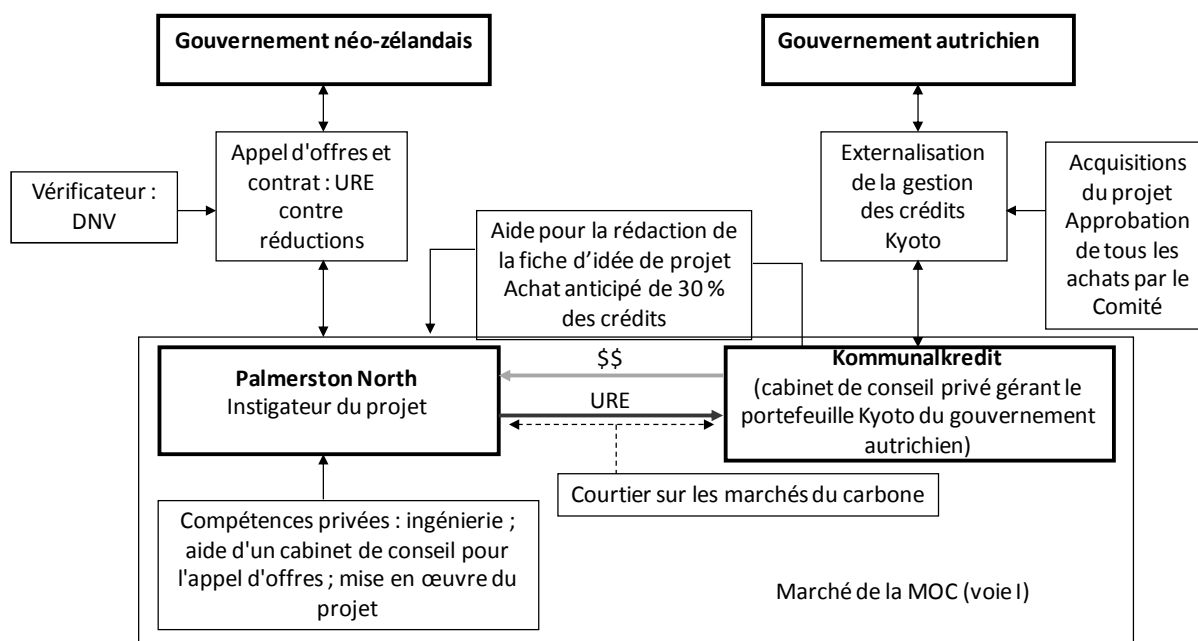 Gouvernement néo-zélandais
Gouvernement autrichien
Vérificateur :
DNV
Appel d'offres et
contrat : URE
contre
réductions
Externalisation
de la gestion
des crédits
Kyoto
Acquisitions
du projet
Approbation
de tous les
achats par le
Comité
Aide pour la rédaction de
la fiche d’idée de projet
Achat anticipé de 30 %
des crédits
Palmerston North
Instigateur du projet
$$
URE
Kommunalkredit
(cabinet de conseil privé gérant le
portefeuille Kyoto du gouvernement
autrichien)
Courtier sur les marchés du carbone
Compétences privées : ingénierie ;
aide d'un cabinet de conseil pour
l'appel d'offres ; mise en œuvre du
projet
Marché de la MOC (voie I)